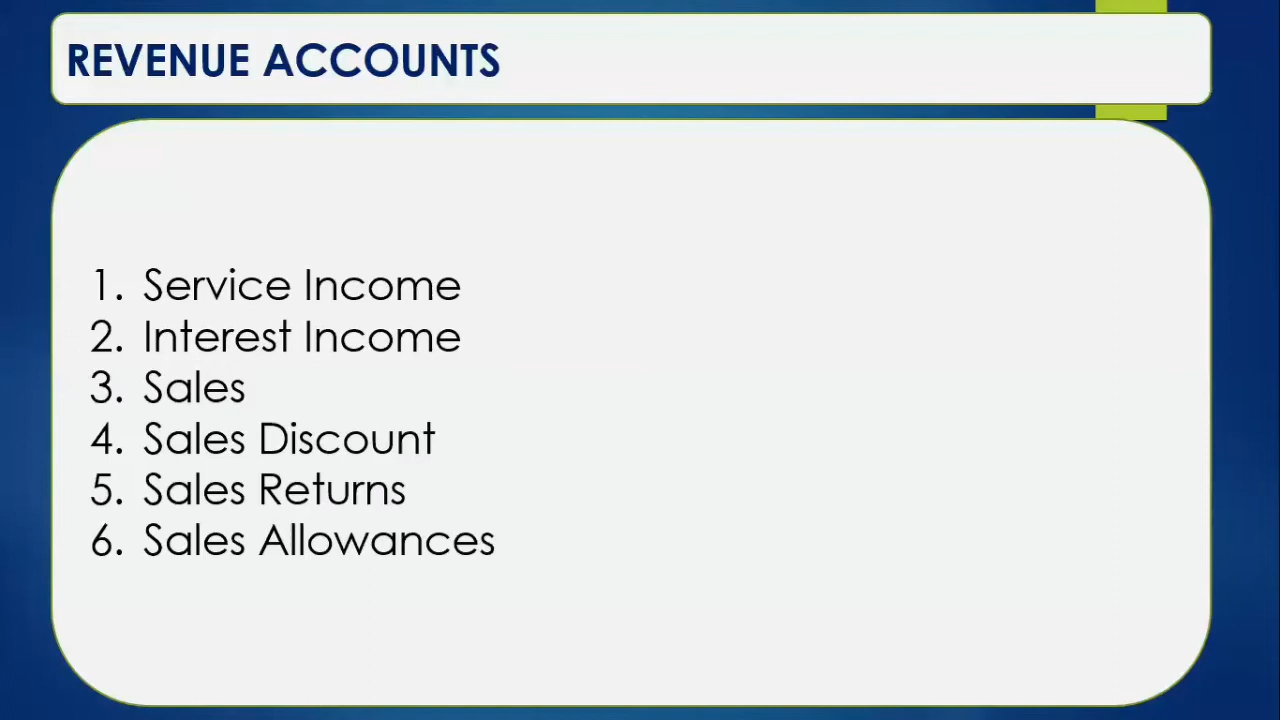 REVENUE ACCOUNTS
1. Service Income
2. Interest Income
3. Sales
4. Sales Discount
5. Sales Returns
6. Sales Allowances